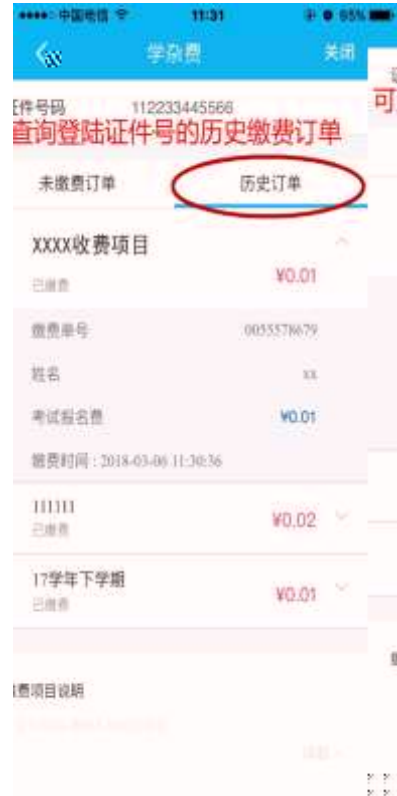 中国电信 11:31 65%
学杂费 关闭
证件号码 112233445566
查询登陆证件号的历史缴费订单
可
未缴费订单 历史订单
XXXX收费项目
已缴费 ¥0.01
缴费单号 0055578679
姓名 xx
考试报名费 ¥0.01
缴费时间 : 2018-03-06 11:30:36
111111
已缴费 ¥0.02
17学年下学期
已缴费 ¥0.01
费项目说明